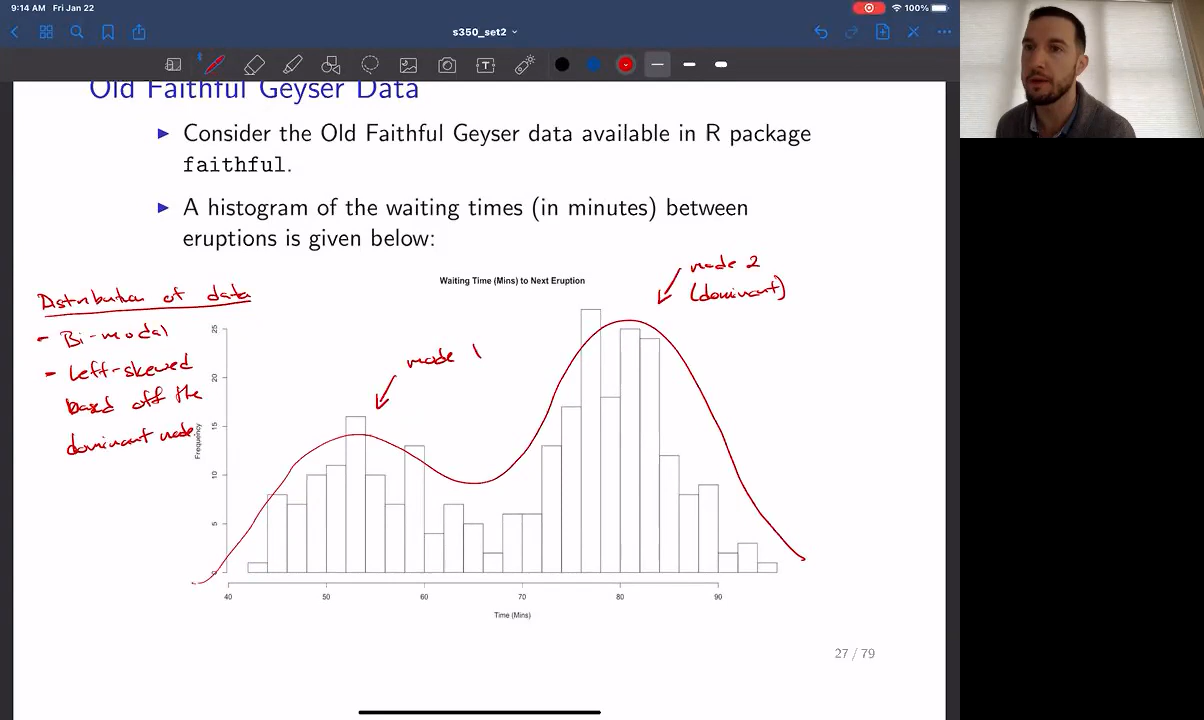 9:14 AM Fri Jan 22
100%
s350_set2
Old Faithful Geyser Data
Consider the Old Faithful Geyser data available in R package
faithful.
A histogram of the waiting times (in minutes) between
eruptions is given below:
Waiting Time (Mins) to Next Eruption
mode 2
(dominant)
Distribution of data
- Bi-modal
- Left-skewed
based off the
dominant mode.
mode 1
Frequency
25
20
15
10
5
0
40 50 60 70 80 90
Time (Mins)
27 / 79